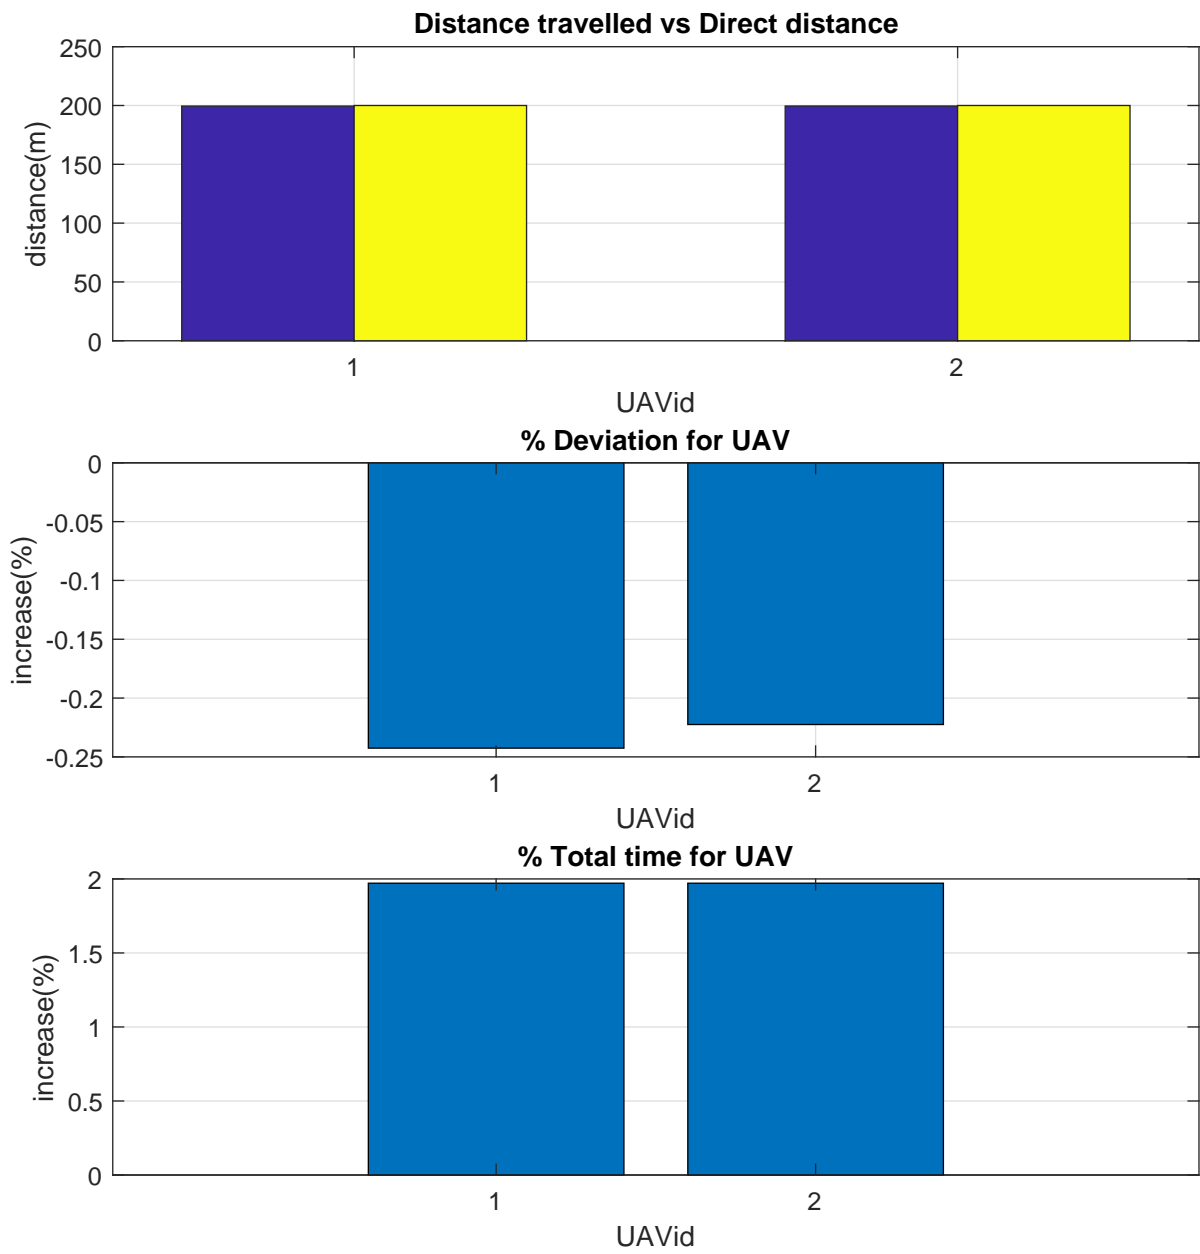 Distance travelled vs Direct distance
250
200
150
100
50
0
distance(m)
1 2
UAVid
% Deviation for UAV
0
-0.05
-0.1
-0.15
-0.2
-0.25
increase(%)
1 2
UAVid
% Total time for UAV
2
1.5
1
0.5
0
increase(%)
1 2
UAVid